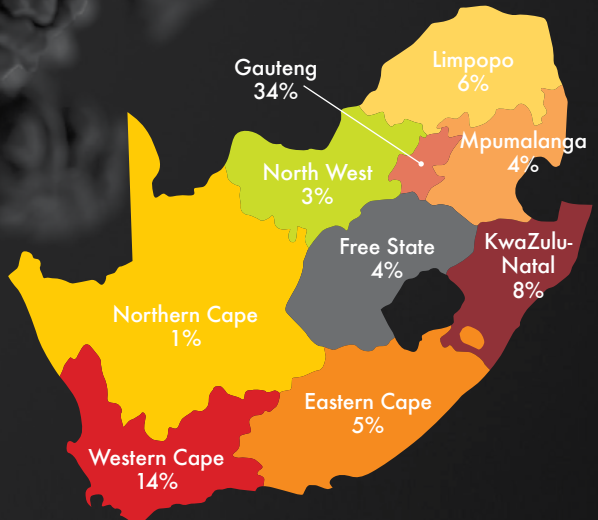 Limpopo
6%
Gauteng
34%
Mpumalanga
4%
North West
3%
Free State
4%
KwaZulu-
Natal
8%
Northern Cape
1%
Eastern Cape
5%
Western Cape
14%